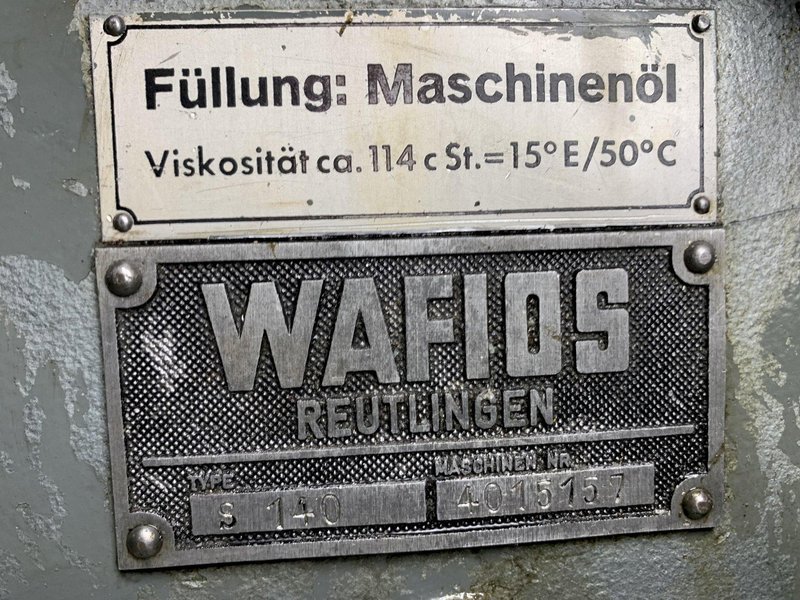 Füllung: Maschinenöl
Viskosität ca. 114 c St.=15° E/50°C
WAFIOS
REUTLINGEN
TYPE MASCHINEN NR.
S 140 4015157